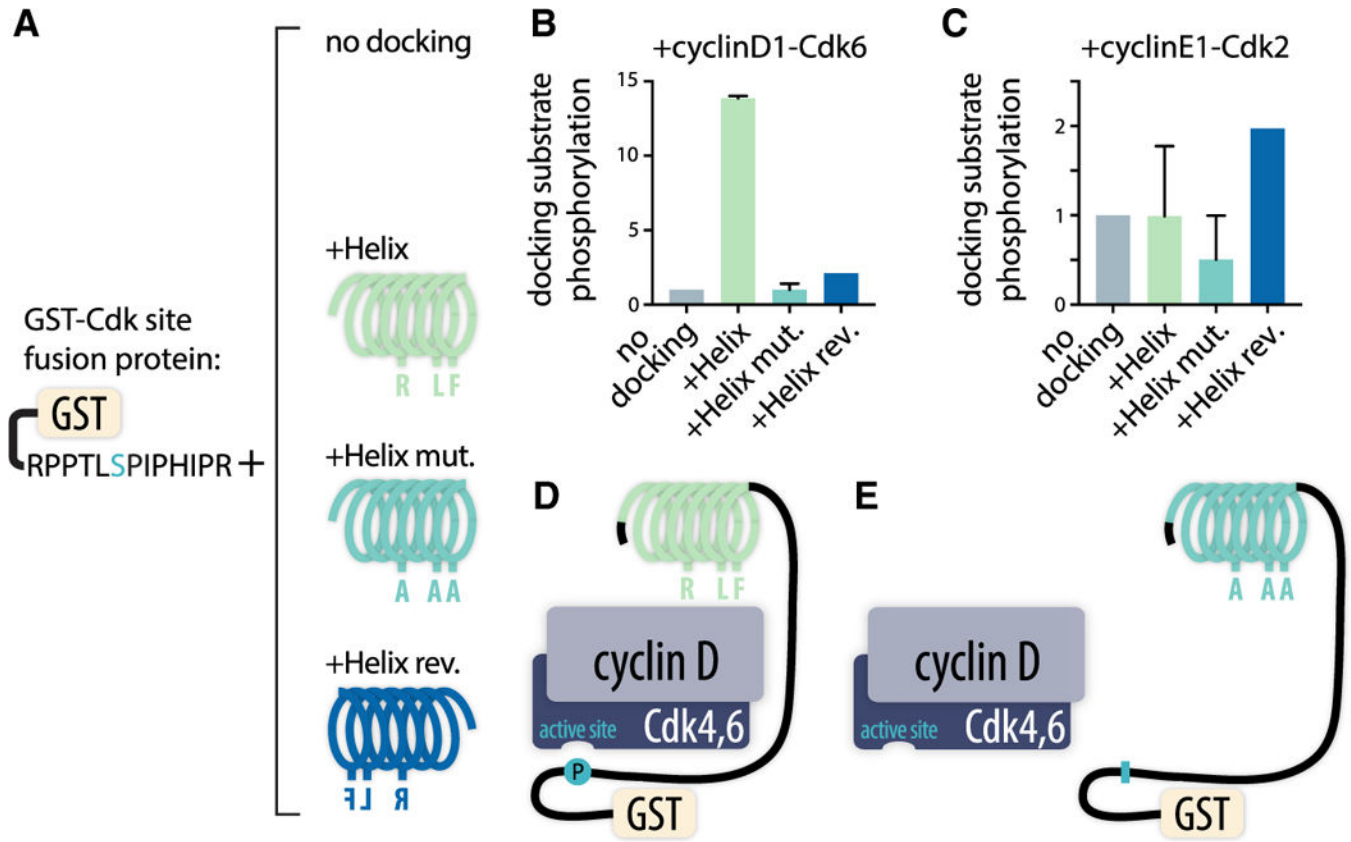 A
no docking
+Helix
R LF
+Helix mut.
A AA
+Helix rev.
FL R
GST-Cdk site
fusion protein:
GST
RPPTLSPIPHIPR +
B
+cyclinD1-Cdk6
docking substrate
phosphorylation
15
10
5
0
no
docking
+Helix
+Helix mut.
+Helix rev.
C
+cyclinE1-Cdk2
docking substrate
phosphorylation
2
1
0
no
docking
+Helix
+Helix mut.
+Helix rev.
D
R LF
cyclin D
active site Cdk4,6
P
GST
E
A AA
cyclin D
active site Cdk4,6
GST